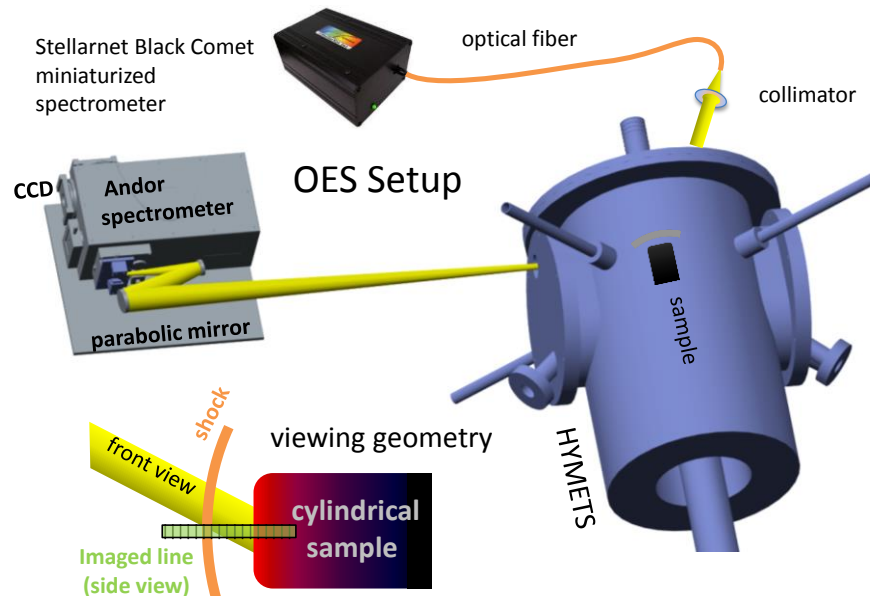 Stellarnet Black Comet
miniaturized
spectrometer
optical fiber
collimator
OES Setup
CCD
Andor
spectrometer
parabolic mirror
sample
HYMETS
viewing geometry
shock
front view
cylindrical
sample
Imaged line
(side view)